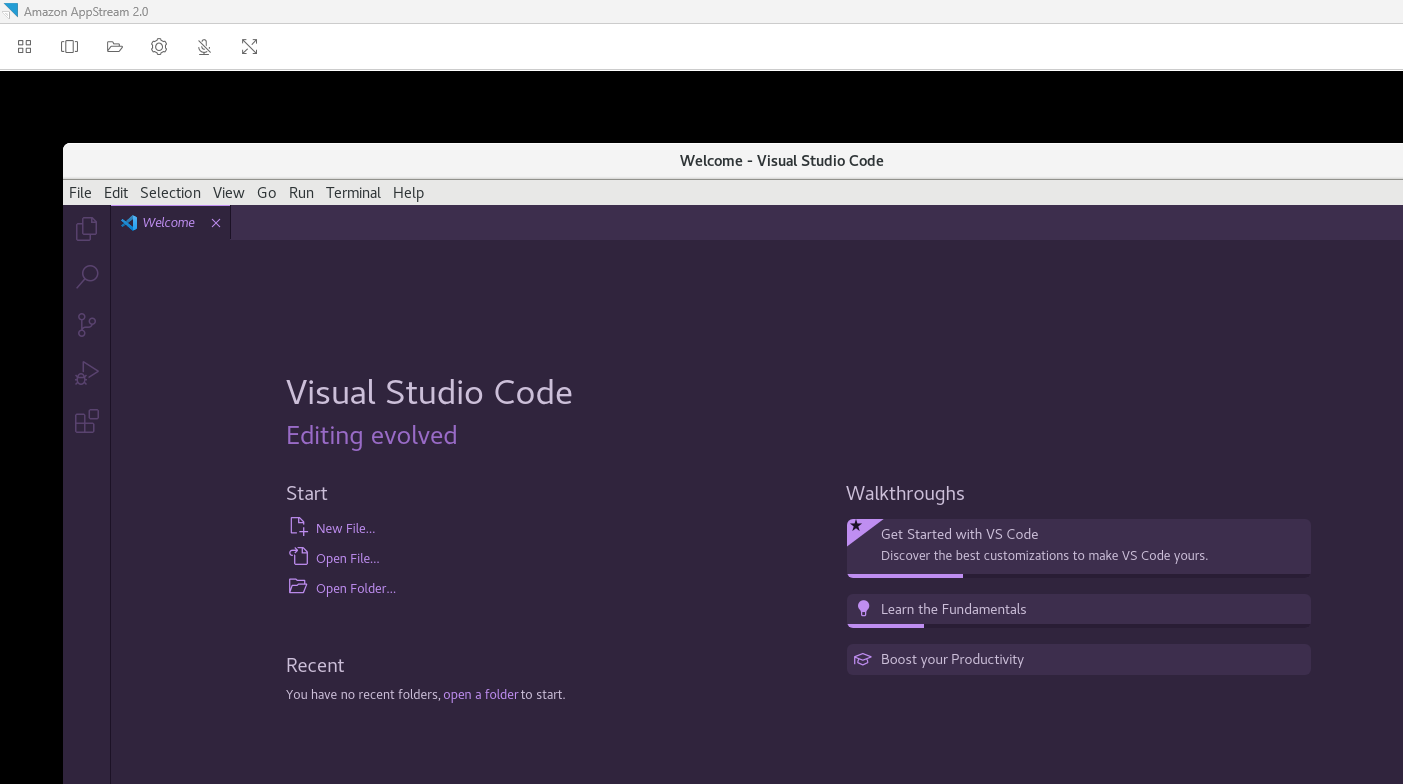 Amazon AppStream 2.0
Welcome - Visual Studio Code
File Edit Selection View Go Run Terminal Help
Welcome
Visual Studio Code
Editing evolved
Start
New File...
Open File...
Open Folder...
Recent
You have no recent folders, open a folder to start.
Walkthroughs
Get Started with VS Code
Discover the best customizations to make VS Code yours.
Learn the Fundamentals
Boost your Productivity